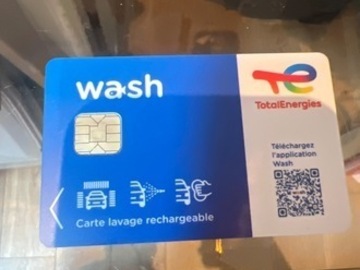 wash
TotalEnergies
Téléchargez
l'application
Wash
Carte lavage rechargeable